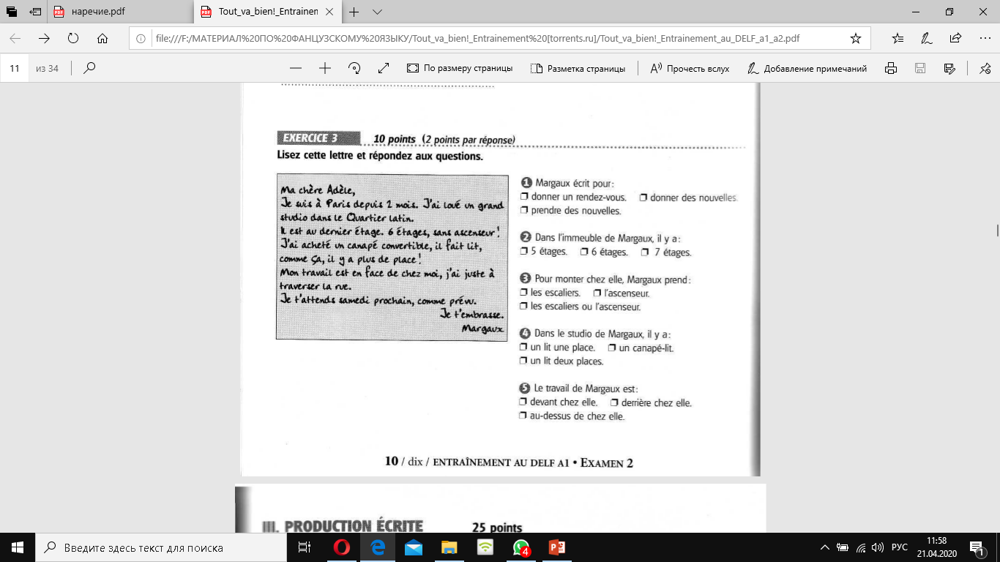 наречие.pdf
Tout_va_bien!_Entrainen
file:///F:/МАТЕРИАЛ%20ПО%20ФАНЦУЗСКОМУ%20ЯЗЫКУ/Tout_va_bien!_Entrainement%20[torrents.ru]/Tout_va_bien!_Entrainement_au_DELF_a1_a2.pdf
11 из 34
По размеру страницы
Разметка страницы
Прочесть вслух
Добавление примечаний
EXERCICE 3 10 points (2 points par réponse)
Lisez cette lettre et répondez aux questions.
Ma chère Adèle,
Je suis à Paris depuis 2 mois. J'ai loué un grand
studio dans le Quartier latin.
Il est au dernier étage. 6 étages, sans ascenseur!
J'ai acheté un canapé convertible, il fait lit,
comme ça, il y a plus de place!
Mon travail est en face de chez moi, j'ai juste à
traverser la rue.
Je t'attends samedi prochain, comme prévu.
Je t'embrasse.
Margaux
1 Margaux écrit pour:
donner un rendez-vous. donner des nouvelles.
prendre des nouvelles.
2 Dans l'immeuble de Margaux, il y a:
5 étages. 6 étages. 7 étages.
3 Pour monter chez elle, Margaux prend:
les escaliers. l'ascenseur.
les escaliers ou l'ascenseur.
4 Dans le studio de Margaux, il y a:
un lit une place. un canapé-lit.
un lit deux places.
5 Le travail de Margaux est:
devant chez elle. derrière chez elle.
au-dessus de chez elle.
10 / dix / ENTRAÎNEMENT AU DELF A1 • EXAMEN 2
III. PRODUCTION ÉCRITE 25 points
Введите здесь текст для поиска
4
РУС
11:58
21.04.2020
1